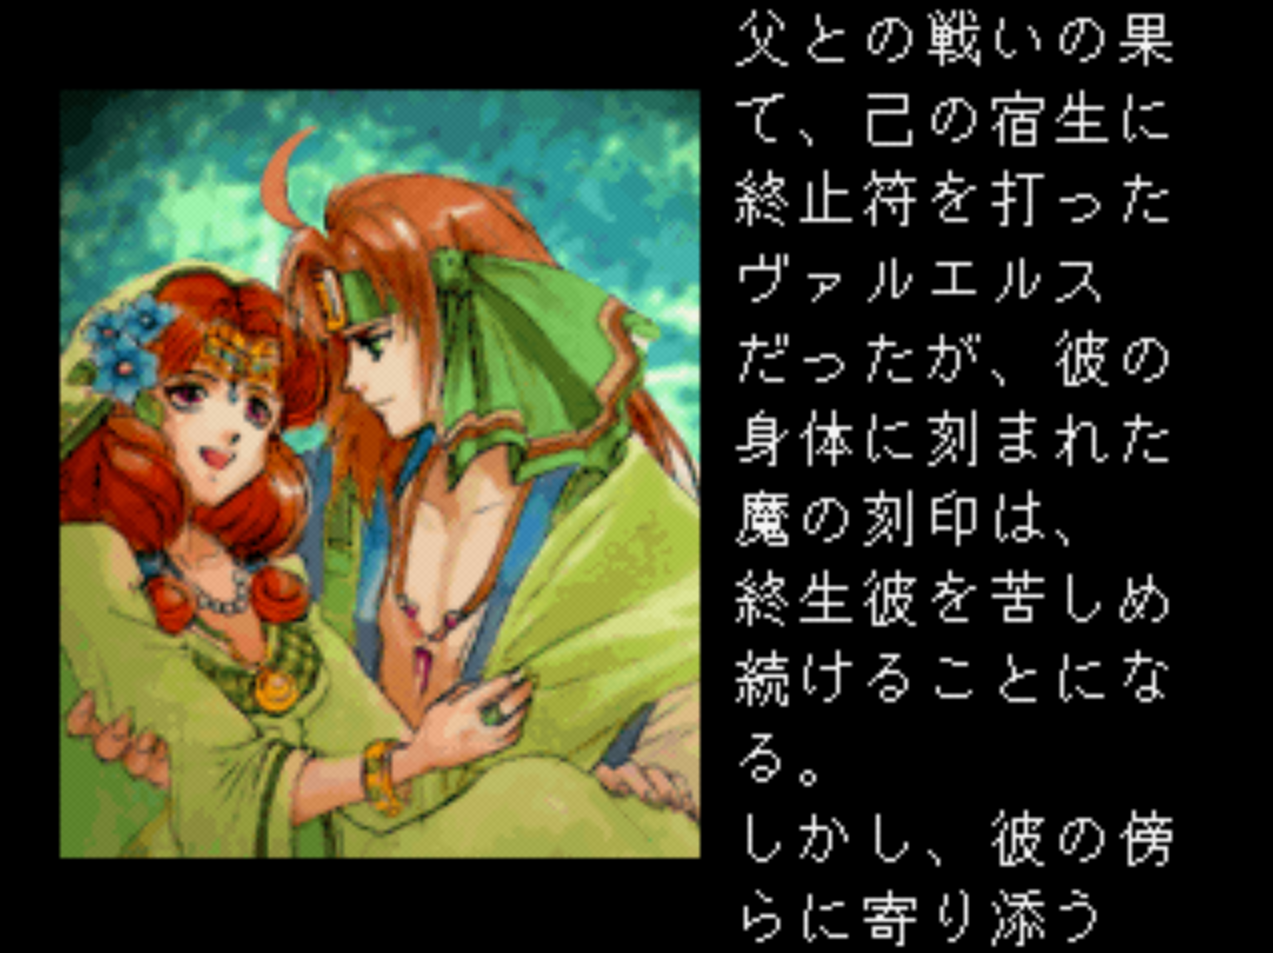 父との戦いの果
て、己の宿生に
終止符を打った
ヴァルエルス
だったが、彼の
身体に刻まれた
魔の刻印は、
終生彼を苦しめ
続けることにな
る。
しかし、彼の傍
らに寄り添う